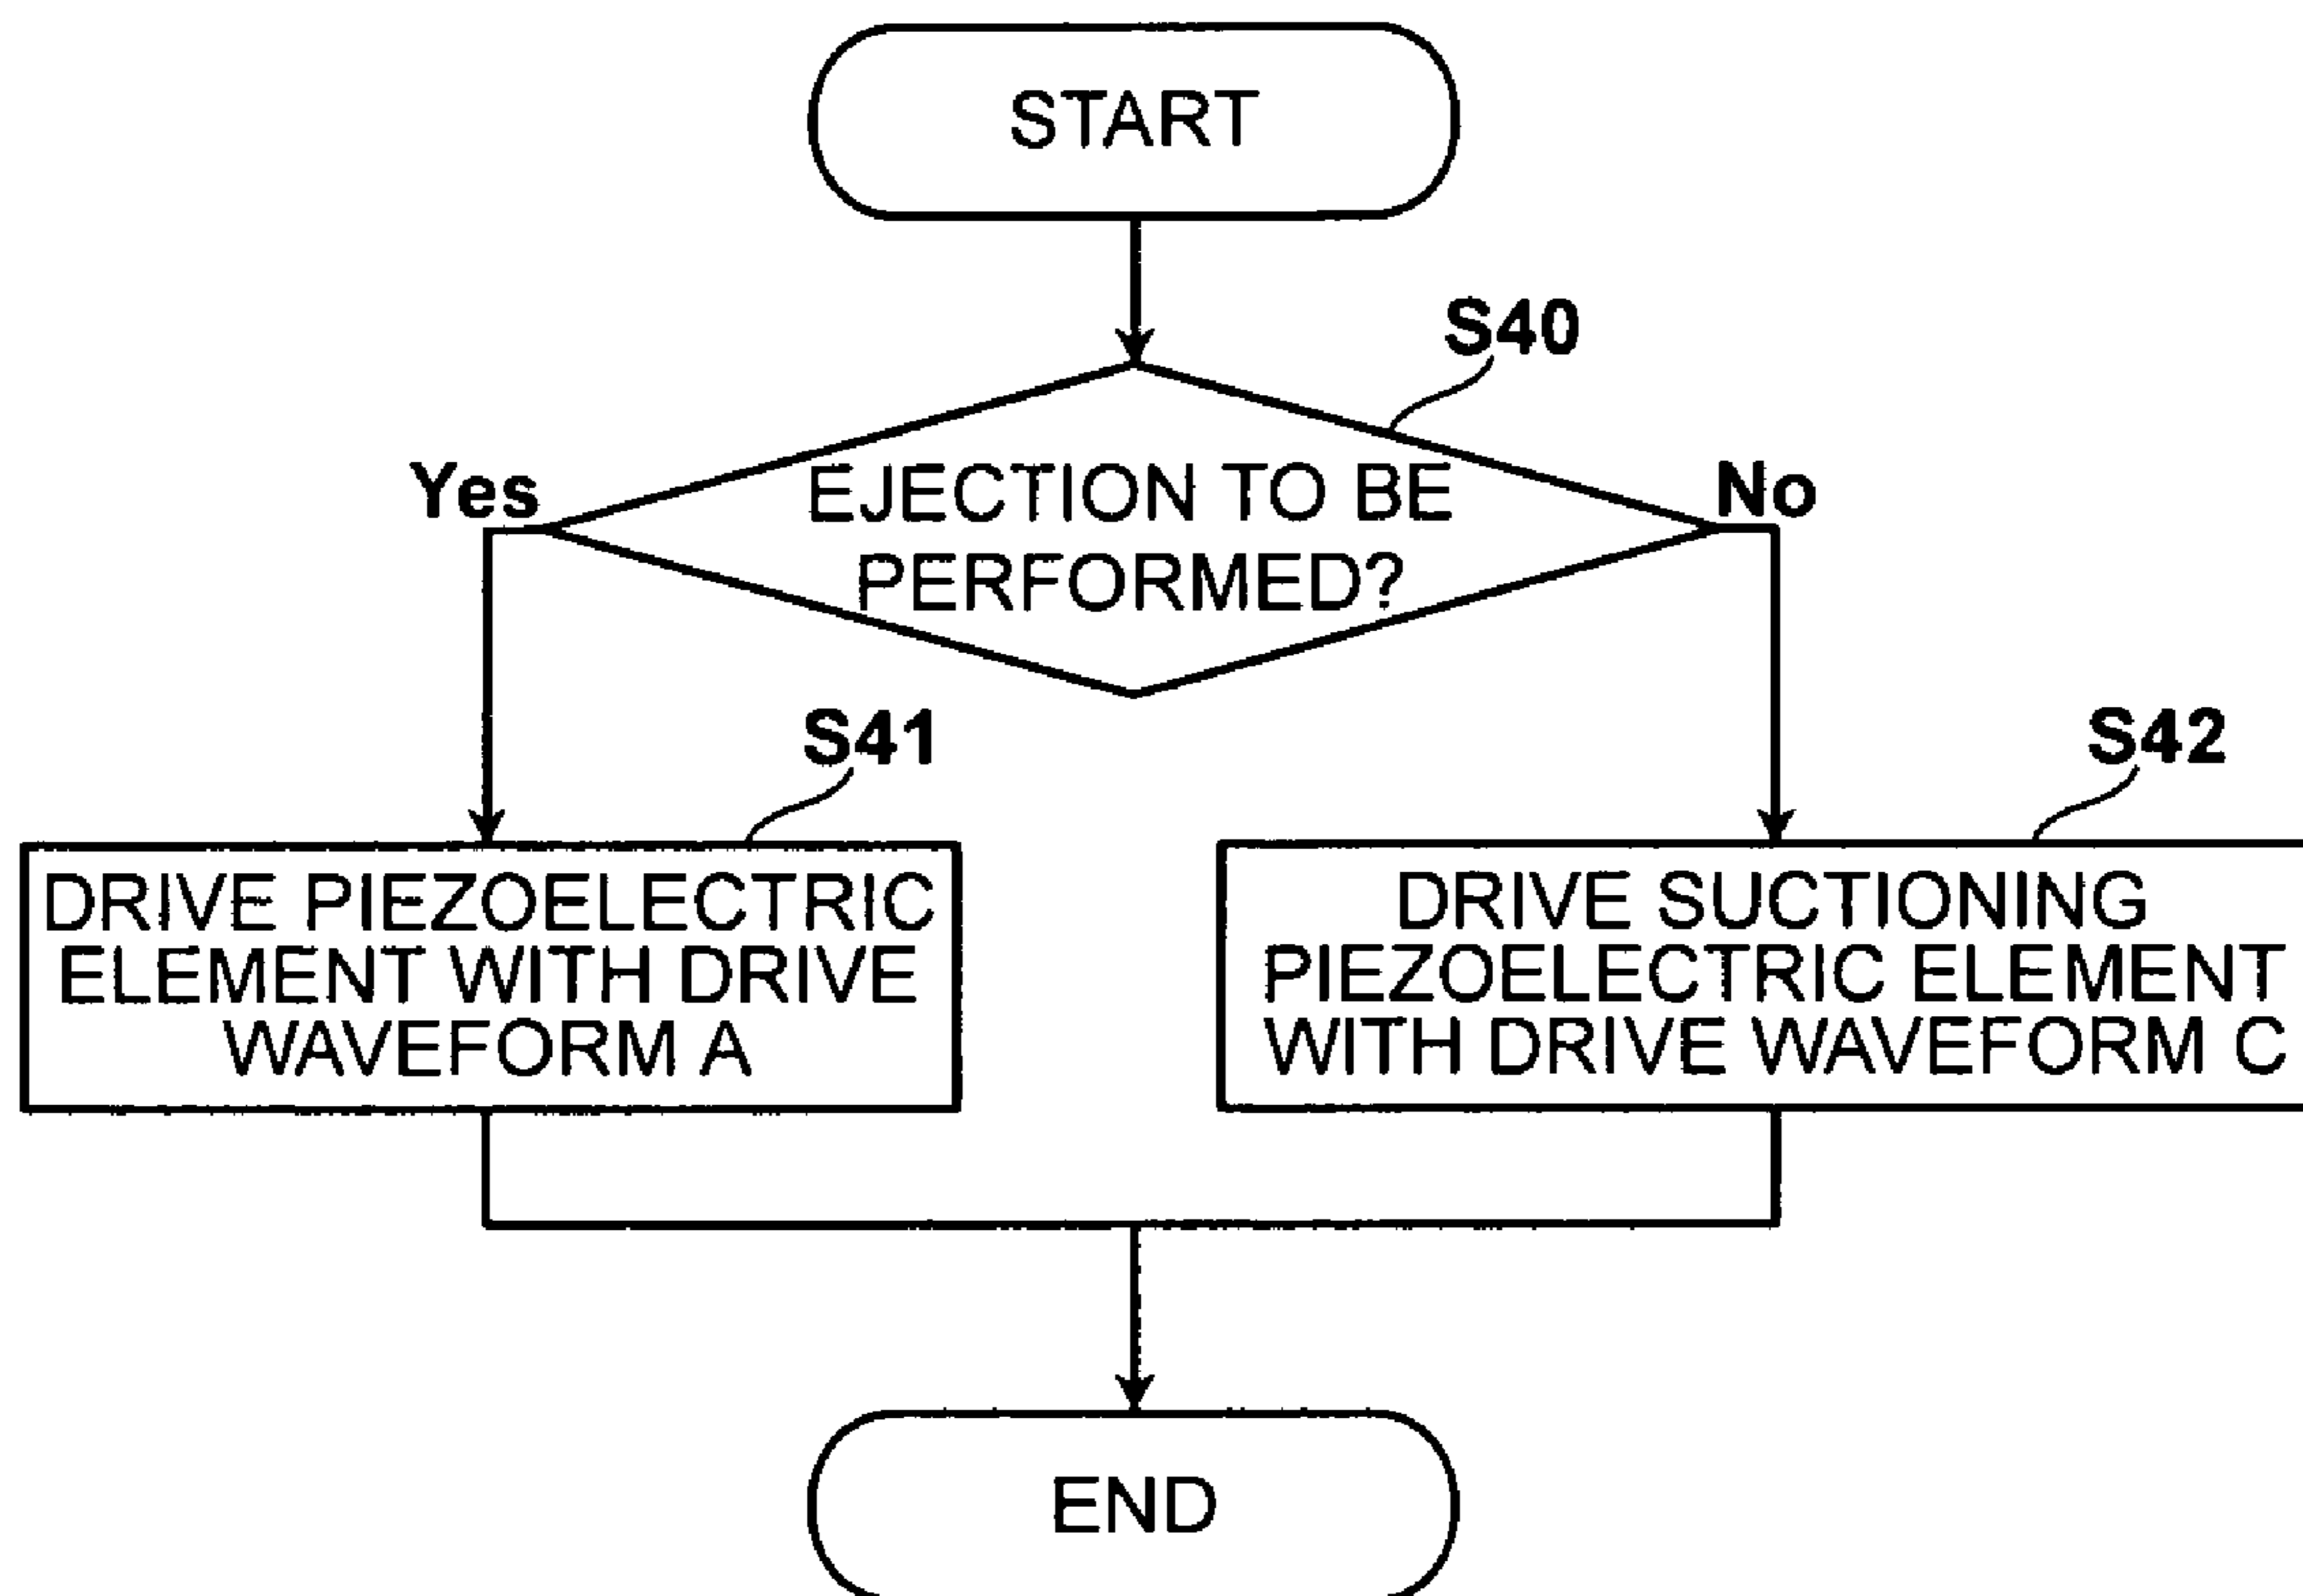 START
S40
Yes
EJECTION TO BE
PERFORMED?
No
S41
DRIVE PIEZOELECTRIC
ELEMENT WITH DRIVE
WAVEFORM A
S42
DRIVE SUCTIONING
PIEZOELECTRIC ELEMENT
WITH DRIVE WAVEFORM C
END